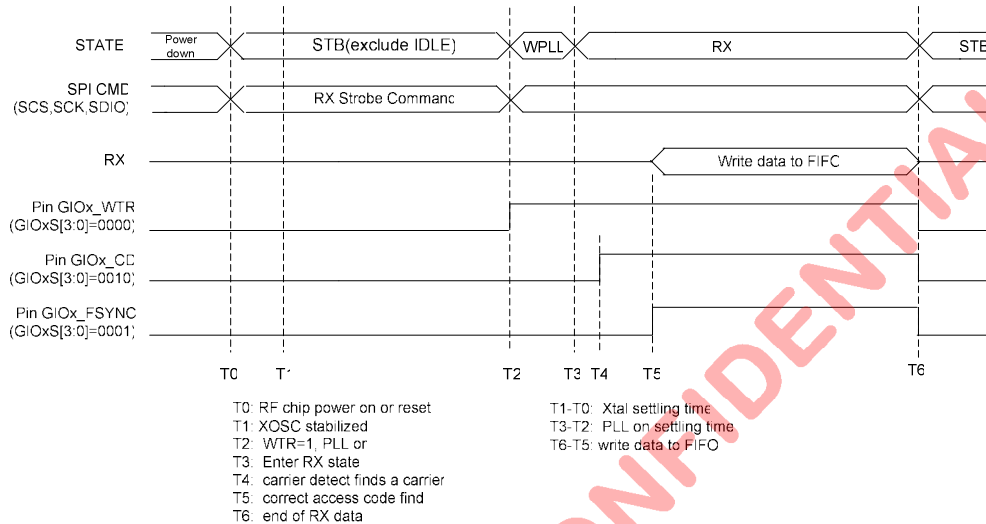 STATE
Power
down
STB(exclude IDLE)
WPLL
RX
STB
SPI CMD
(SCS,SCK,SDIO)
RX Strobe Command
RX
Write data to FIFO
Pin GIOx_WTR
(GIOxS[3:0]=0000)
Pin GIOx_CD
(GIOxS[3:0]=0010)
Pin GIOx_FSYNC
(GIOxS[3:0]=0001)
T0 T1 T2 T3 T4 T5 T6
T0: RF chip power on or reset
T1: XOSC stabilized
T2: WTR=1, PLL or
T3: Enter RX state
T4: carrier detect finds a carrier
T5: correct access code find
T6: end of RX data
T1-T0: Xtal settling time
T3-T2: PLL on settling time
T6-T5: write data to FIFO
CONFIDENTIAL